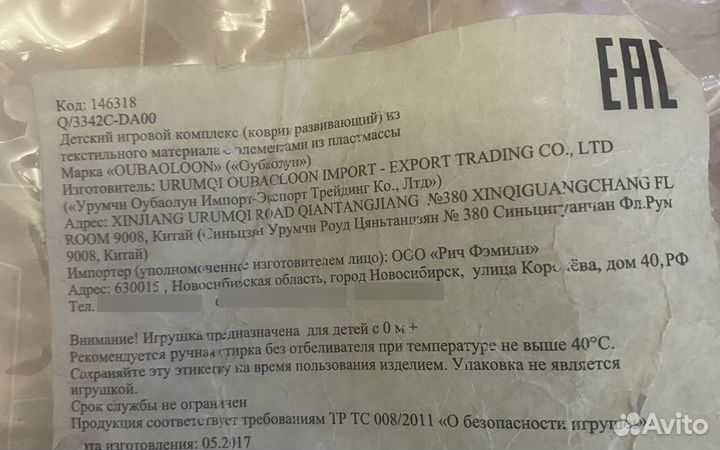 EAC
Код: 146318
Q/3342C-DA00
Детский игровой комплекс (коврик развивающий) из
текстильного материала с элементами из пластмассы
Марка «OUBAOLOON» («Оубаолун»)
Изготовитель: URUMQI OUBAOLOON IMPORT - EXPORT TRADING CO., LTD
(«Урумчи Оубаолун Импорт-Экспорт Трейдинг Ко., Лтд»)
Адрес: XINJIANG URUMQI ROAD QIANTANGJIANG №380 XINQIGUANGCHANG FL
ROOM 9008, Китай (Синьцзян Урумчи Роуд Цяньтанцзян № 380 Синьцигуанчан Фл.Рум
9008, Китай)
Импортер (уполномоченное изготовителем лицо): ОСО «Рич Фэмили»
Адрес: 630015 , Новосибирская область, город Новосибирск, улица Королёва, дом 40,РФ
Тел.
Внимание! Игрушка предназначена для детей с 0 м +
Рекомендуется ручная стирка без отбеливателя при температуре не выше 40°С.
Сохраняйте эту этикетку на время пользования изделием. Упаковка не является
игрушкой.
Срок службы не ограничен
Продукция соответствует требованиям ТР ТС 008/2011 «О безопасности игрушек»
Дата изготовления: 05.2017
Avito